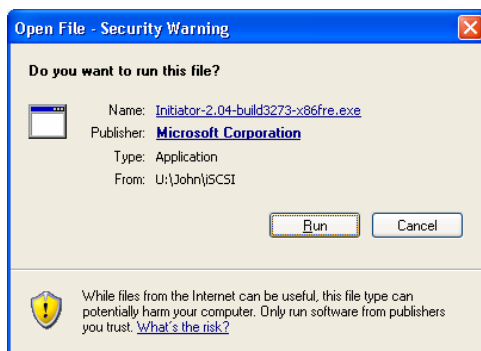 Open File - Security Warning
Do you want to run this file?
Name: Initiator-2.04-build3273-x86fre.exe
Publisher: Microsoft Corporation
Type: Application
From: U:\John\iSCSI
Run Cancel
While files from the Internet can be useful, this file type can
potentially harm your computer. Only run software from publishers
you trust. What's the risk?